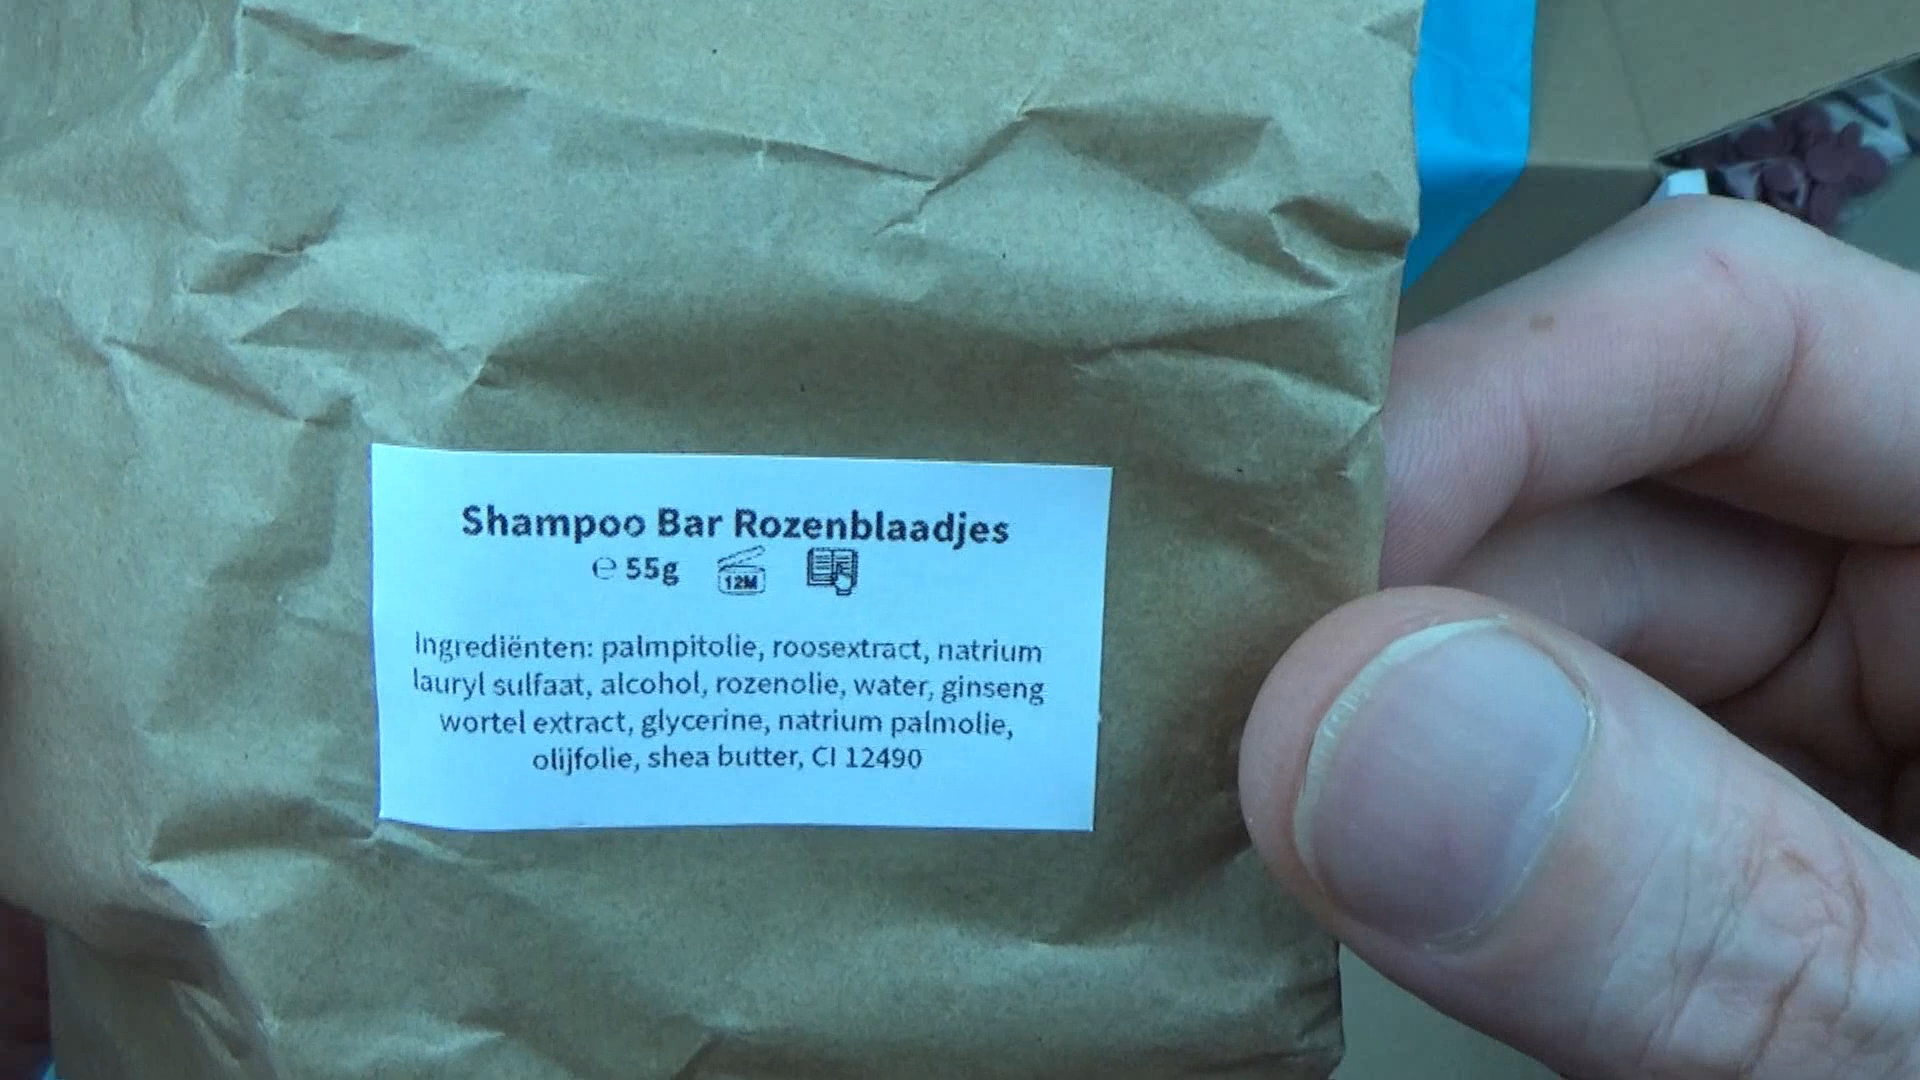 Shampoo Bar Rozenblaadjes
℮ 55g 12M
Ingrediënten: palmpitolie, roosextract, natrium
lauryl sulfaat, alcohol, rozenolie, water, ginseng
wortel extract, glycerine, natrium palmolie,
olijfolie, shea butter, CI 12490